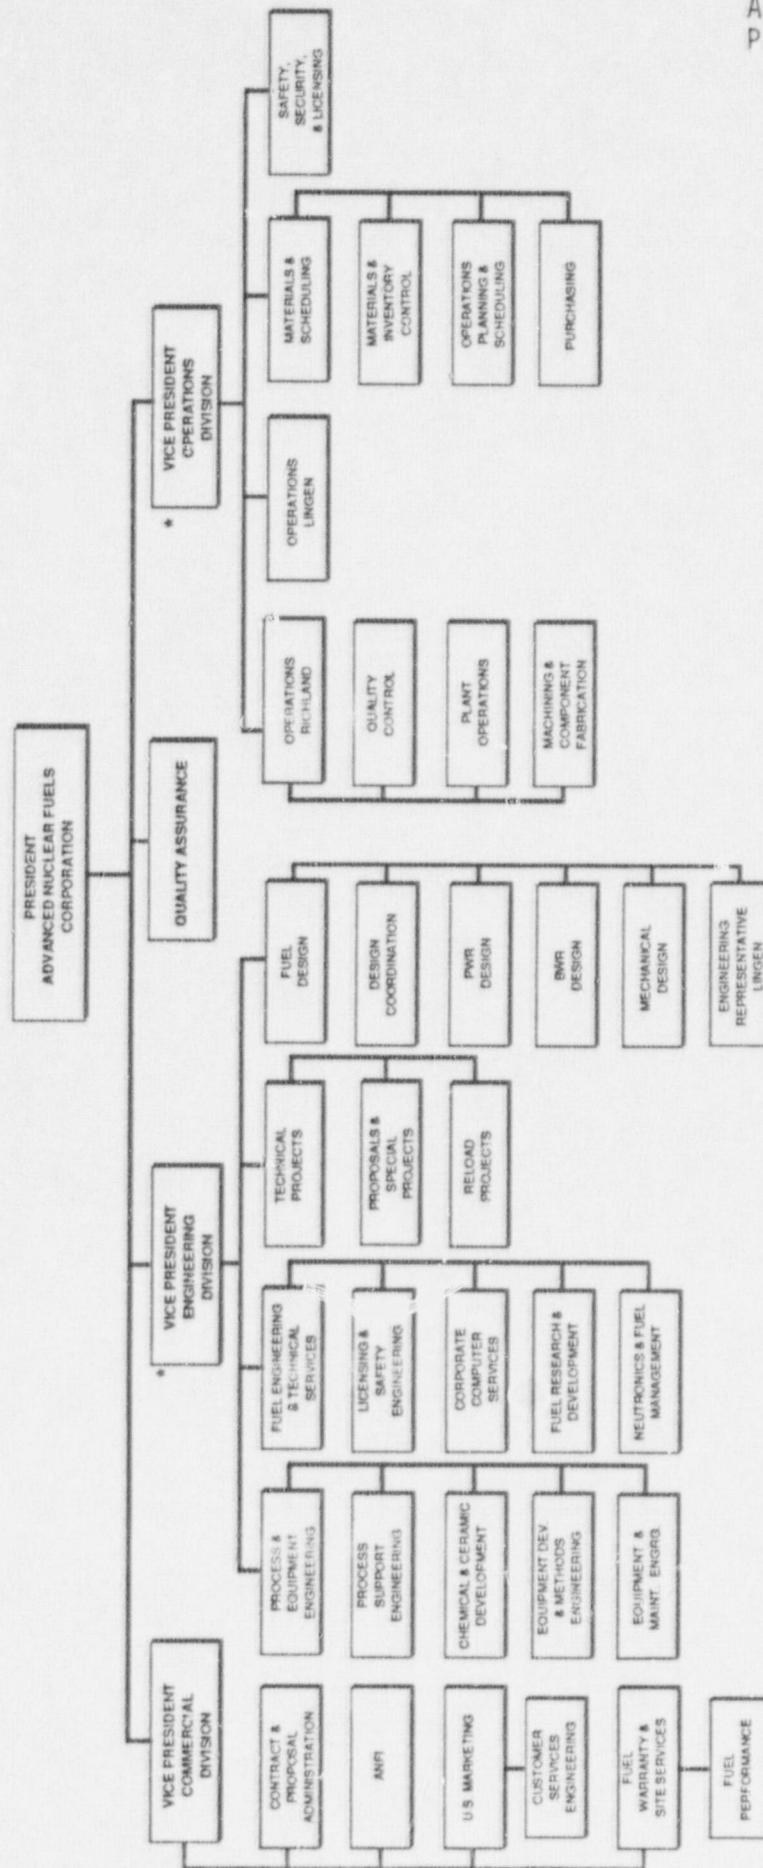 PRESIDENT
ADVANCED NUCLEAR FUELS
CORPORATION
VICE PRESIDENT
COMMERCIAL
DIVISION
*
VICE PRESIDENT
ENGINEERING
DIVISION
QUALITY ASSURANCE
*
VICE PRESIDENT
OPERATIONS
DIVISION
CONTRACT &
PROPOSAL
ADMINISTRATION
ANFI
U.S. MARKETING
CUSTOMER
SERVICES
ENGINEERING
FUEL
WARRANTY &
SITE SERVICES
FUEL
PERFORMANCE
PROCESS &
EQUIPMENT
ENGINEERING
PROCESS
SUPPORT
ENGINEERING
CHEMICAL & CERAMIC
DEVELOPMENT
EQUIPMENT DEV.
& METHODS
ENGINEERING
EQUIPMENT &
MAINT. ENGRG.
FUEL ENGINEERING
& TECHNICAL
SERVICES
LICENSING &
SAFETY
ENGINEERING
CORPORATE
COMPUTER
SERVICES
FUEL RESEARCH &
DEVELOPMENT
NEUTRONICS & FUEL
MANAGEMENT
TECHNICAL
PROJECTS
PROPOSALS &
SPECIAL
PROJECTS
RELOAD
PROJECTS
FUEL
DESIGN
DESIGN
COORDINATION
PWR
DESIGN
BWR
DESIGN
MECHANICAL
DESIGN
ENGINEERING
REPRESENTATIVE
LINGEN
OPERATIONS
RICHLAND
QUALITY
CONTROL
PLANT
OPERATIONS
MACHINING &
COMPONENT
FABRICATION
OPERATIONS
LINGEN
MATERIALS &
SCHEDULING
MATERIALS &
INVENTORY
CONTROL
OPERATIONS
PLANNING &
SCHEDULING
PURCHASING
SAFETY,
SECURITY,
& LICENSING